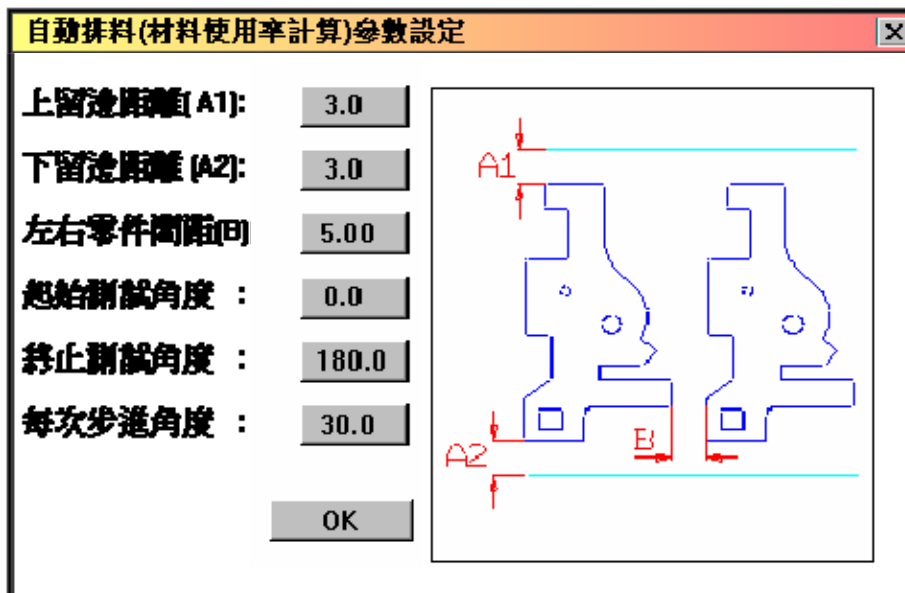 自動排料(材料使用率計算)參數設定
上留邊距離(A1): 3.0
下留邊距離(A2): 3.0
左右零件間距(B) 5.00
起始測試角度 : 0.0
終止測試角度 : 180.0
每次步進角度 : 30.0
OK
A1
A2
B